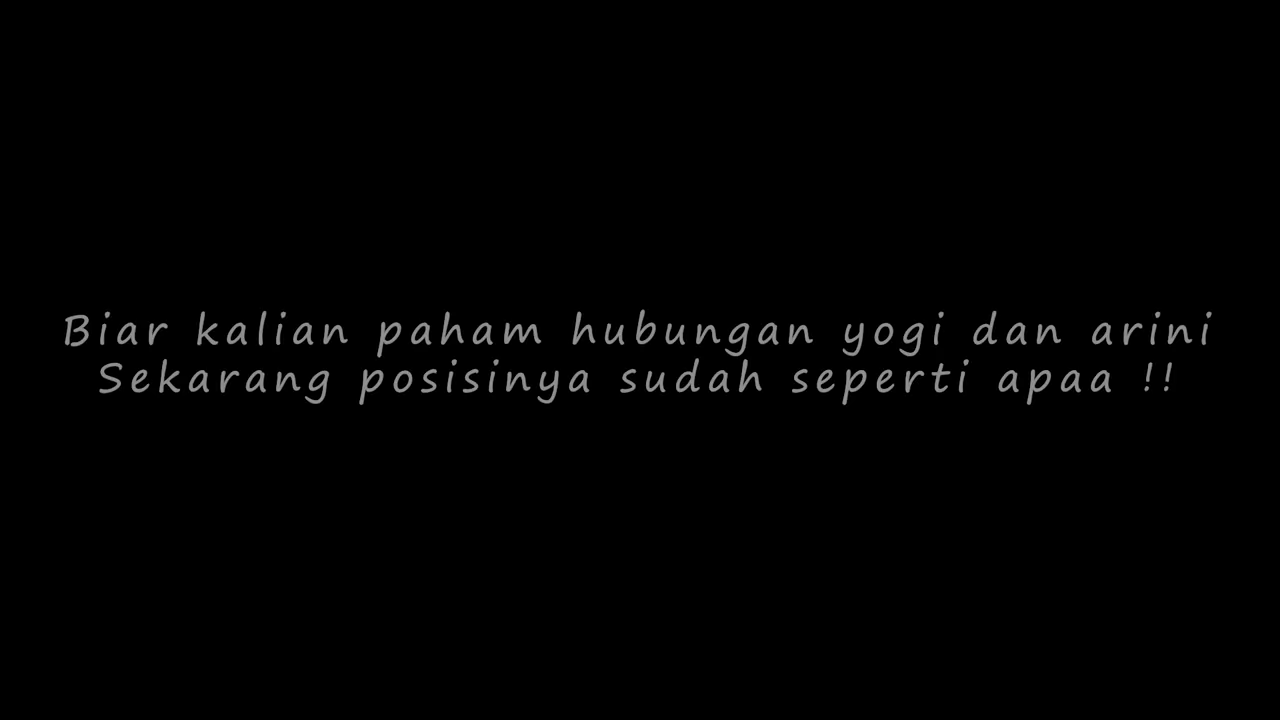 Biar kalian paham hubungan yogi dan arini
Sekarang posisinya sudah seperti apaa !!